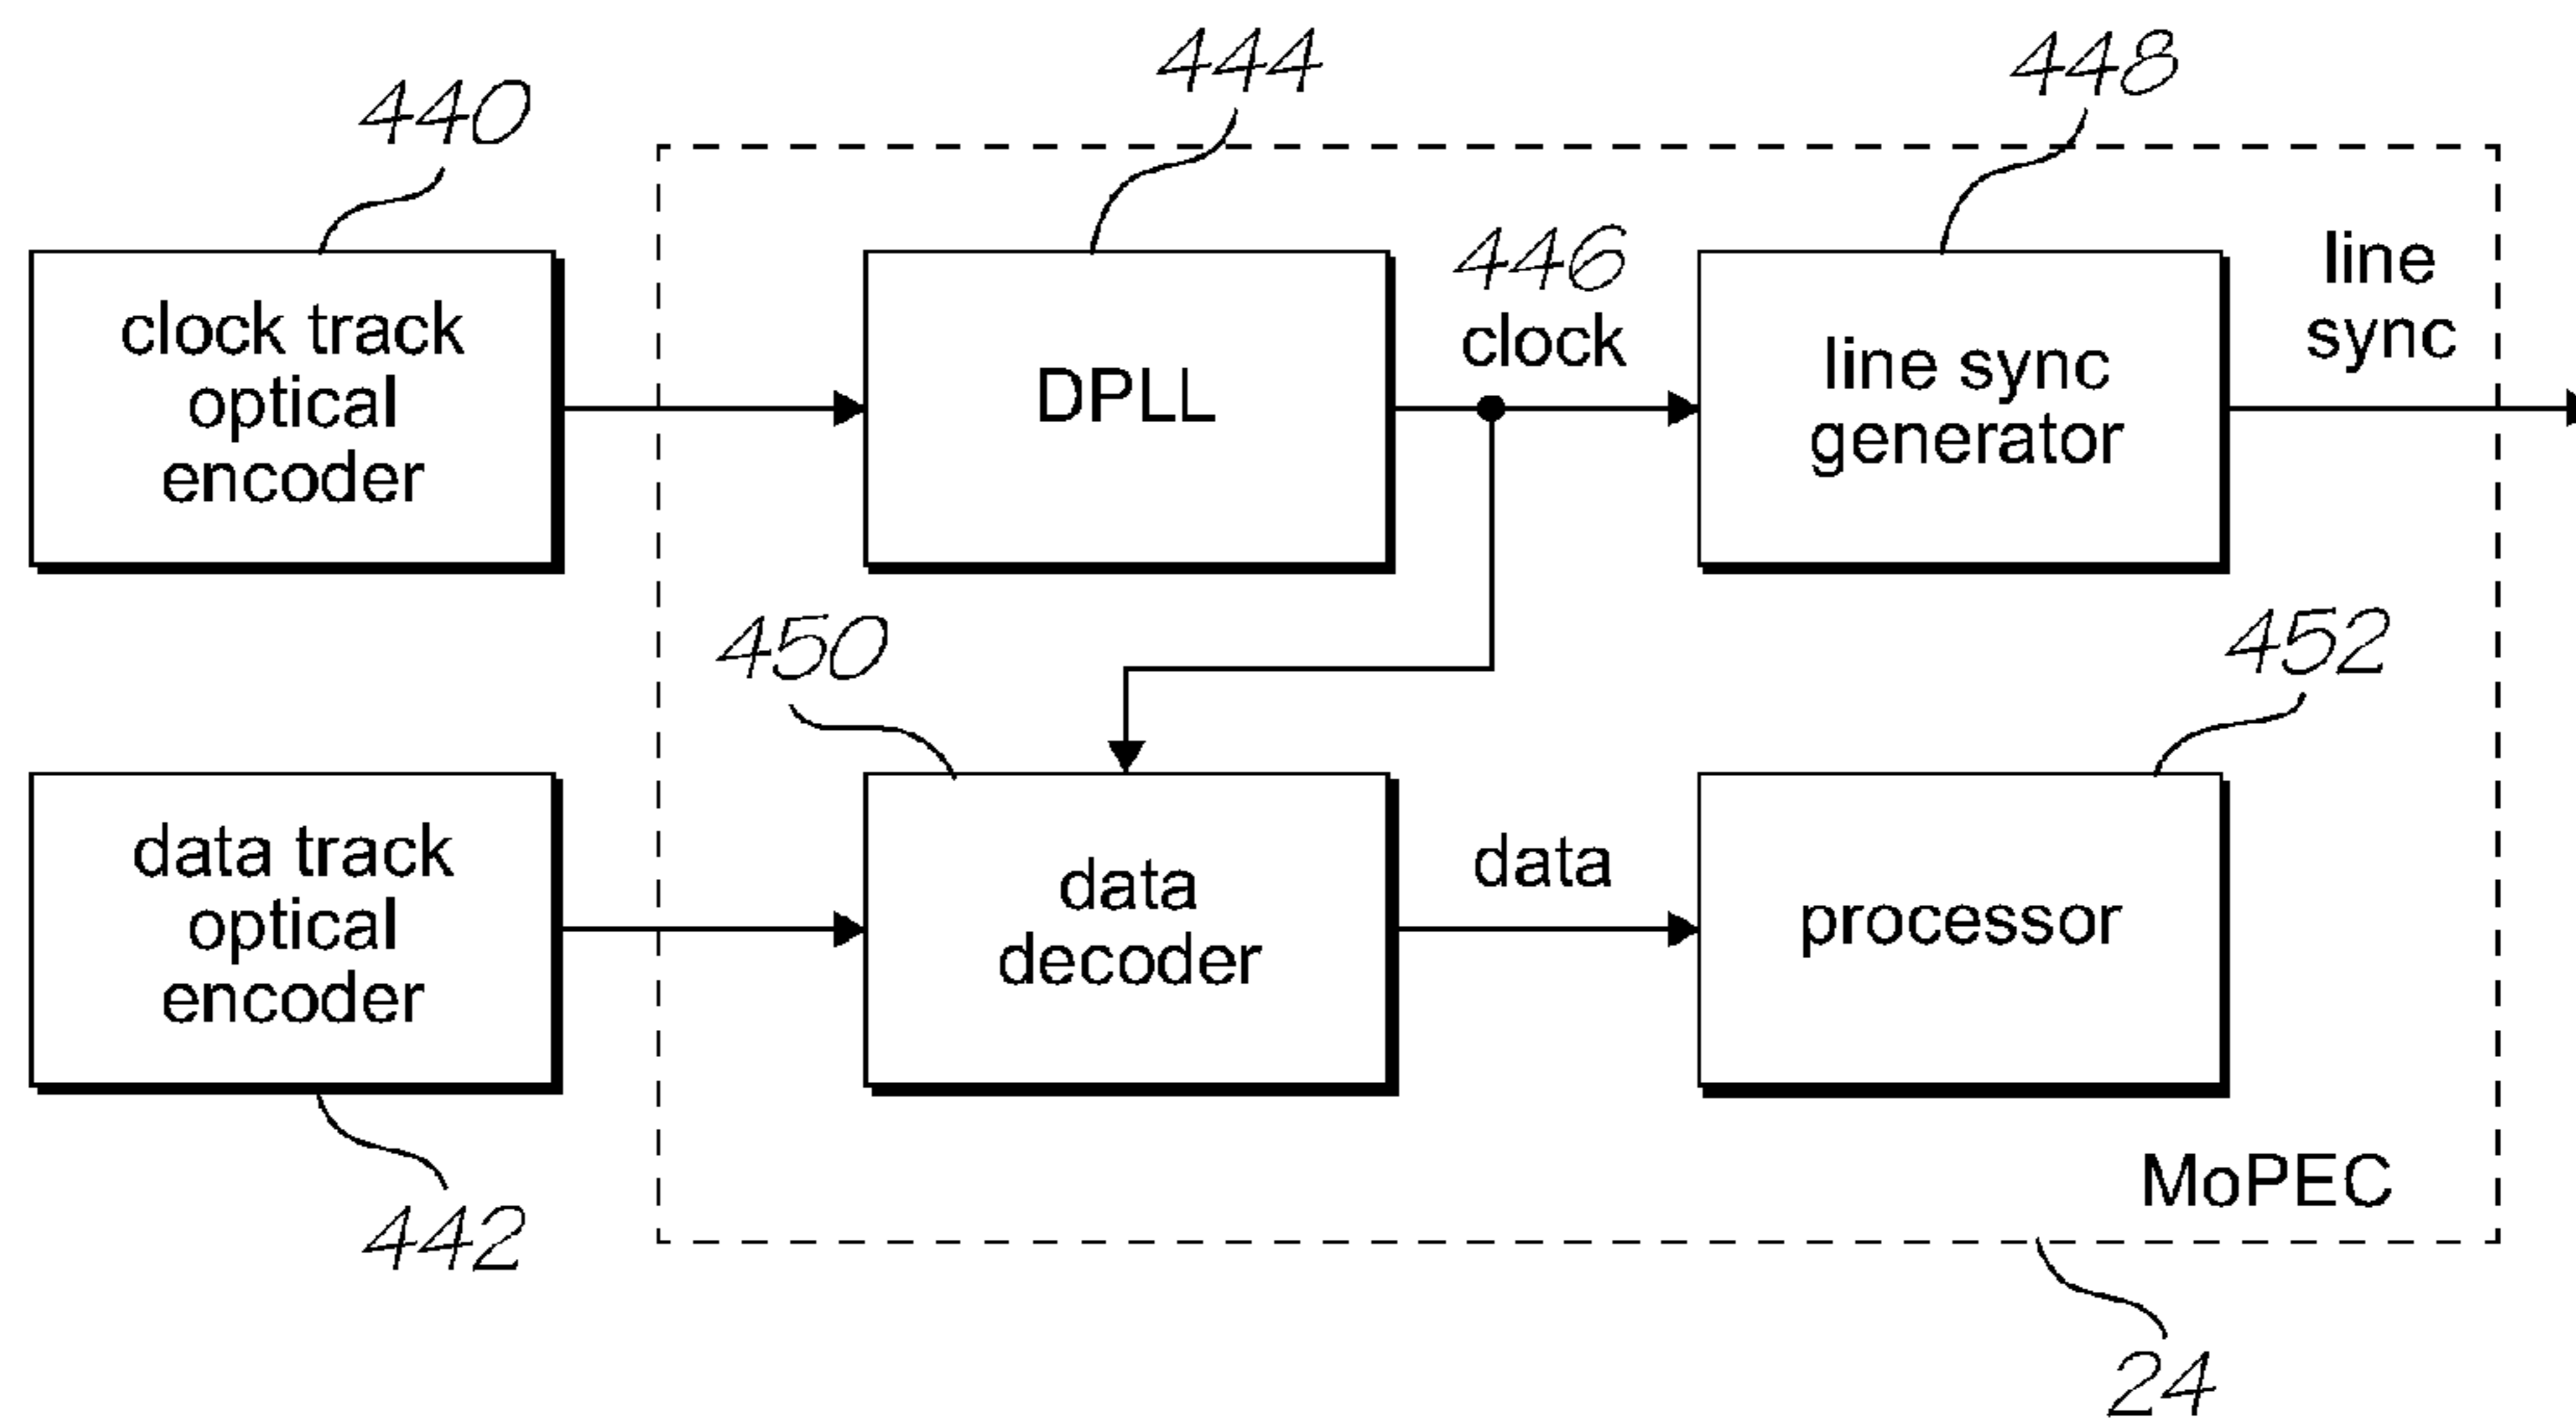 440
444
448
clock track
optical
encoder
DPLL
446
clock
line sync
generator
line
sync
450
452
data track
optical
encoder
data
decoder
data
processor
MoPEC
442
24